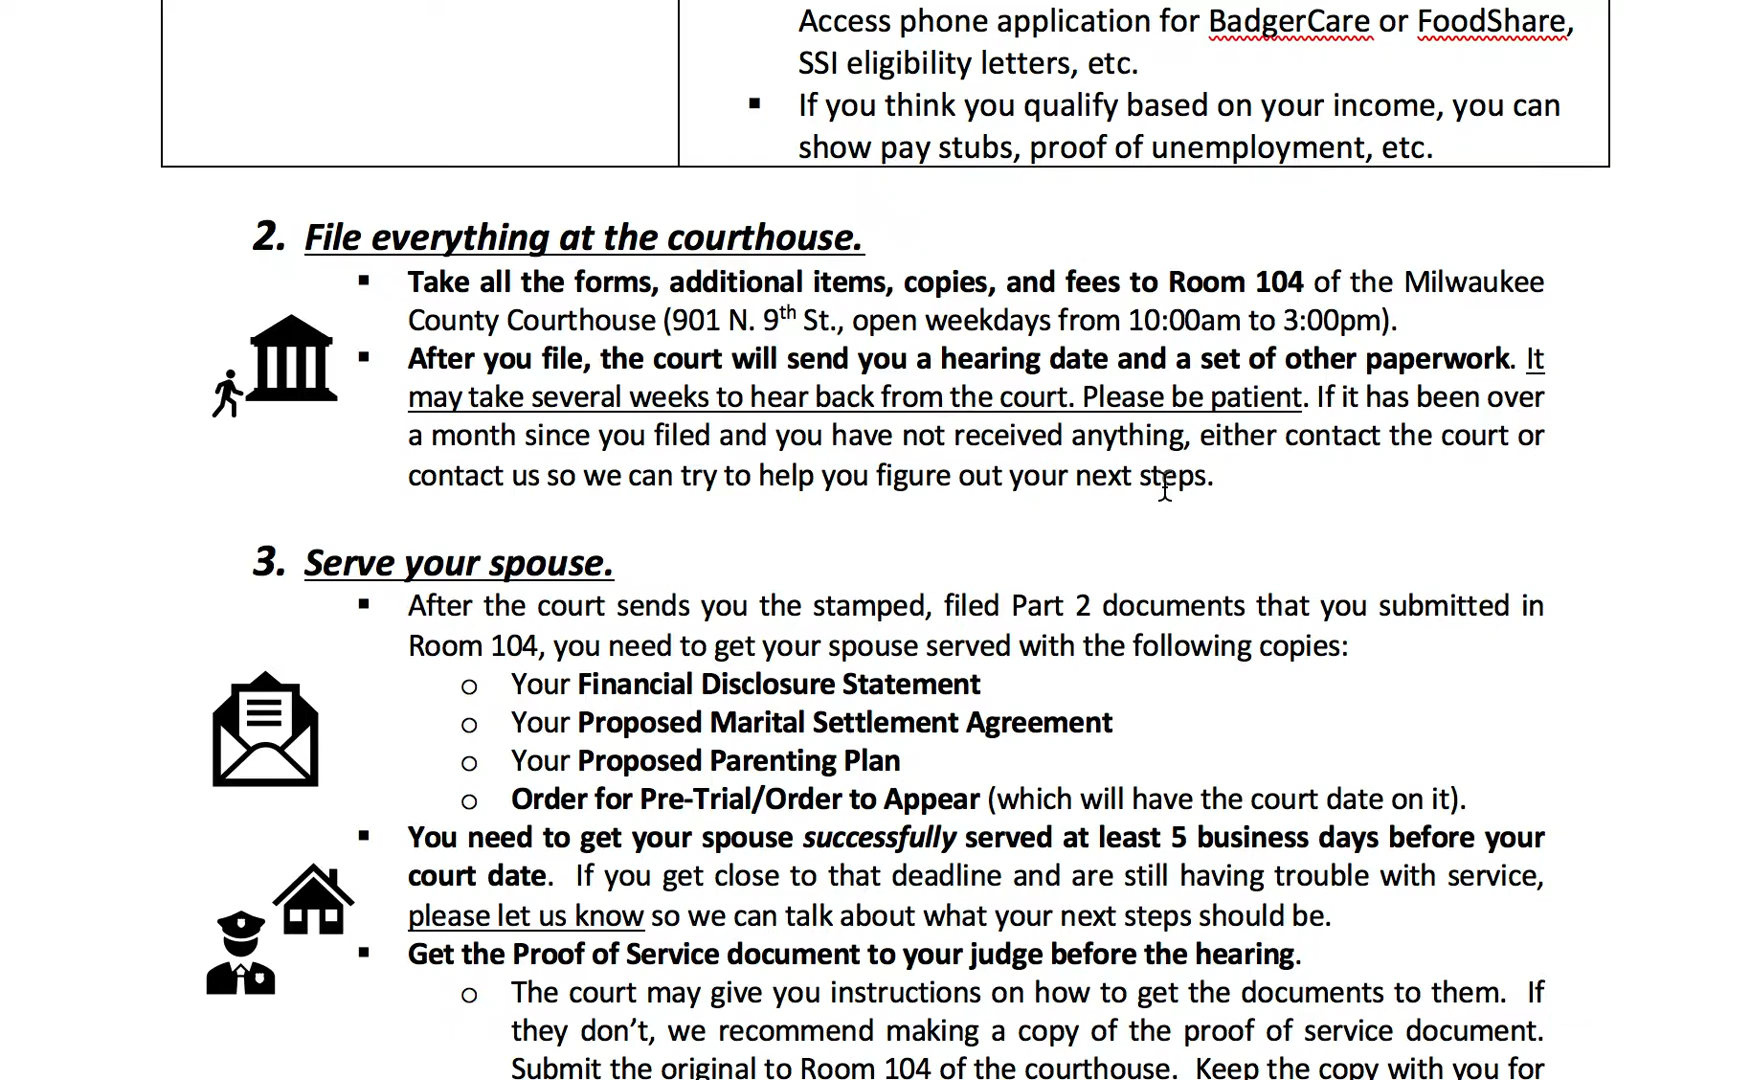 Access phone application for BadgerCare or FoodShare,
SSI eligibility letters, etc.
▪ If you think you qualify based on your income, you can
show pay stubs, proof of unemployment, etc.
2. File everything at the courthouse.
▪ Take all the forms, additional items, copies, and fees to Room 104 of the Milwaukee
County Courthouse (901 N. 9th St., open weekdays from 10:00am to 3:00pm).
▪ After you file, the court will send you a hearing date and a set of other paperwork. It
may take several weeks to hear back from the court. Please be patient. If it has been over
a month since you filed and you have not received anything, either contact the court or
contact us so we can try to help you figure out your next steps.
3. Serve your spouse.
▪ After the court sends you the stamped, filed Part 2 documents that you submitted in
Room 104, you need to get your spouse served with the following copies:
o Your Financial Disclosure Statement
o Your Proposed Marital Settlement Agreement
o Your Proposed Parenting Plan
o Order for Pre-Trial/Order to Appear (which will have the court date on it).
▪ You need to get your spouse successfully served at least 5 business days before your
court date. If you get close to that deadline and are still having trouble with service,
please let us know so we can talk about what your next steps should be.
▪ Get the Proof of Service document to your judge before the hearing.
o The court may give you instructions on how to get the documents to them. If
they don’t, we recommend making a copy of the proof of service document.
Submit the original to Room 104 of the courthouse. Keep the copy with you for